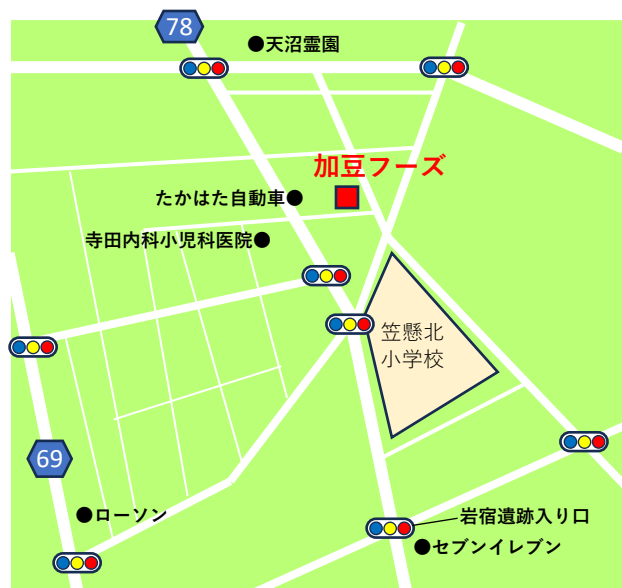 78
天沼霊園
加豆フーズ
たかはた自動車
寺田内科小児科医院
笠懸北
小学校
69
ローソン
岩宿遺跡入り口
セブンイレブン